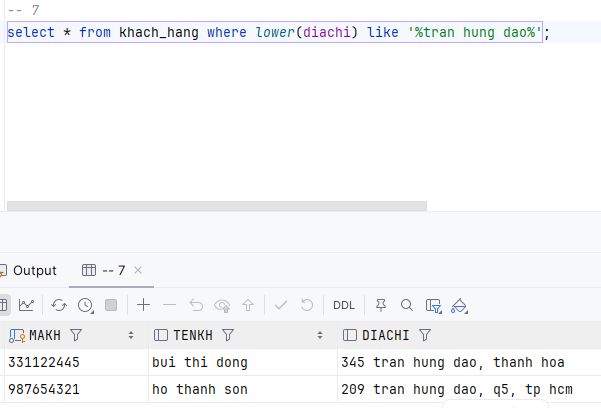 -- 7
select * from khach_hang where lower(diachi) like '%tran hung dao%';
Output
-- 7
DDL
MAKH TENKH DIACHI
331122445 bui thi dong 345 tran hung dao, thanh hoa
987654321 ho thanh son 209 tran hung dao, q5, tp hcm